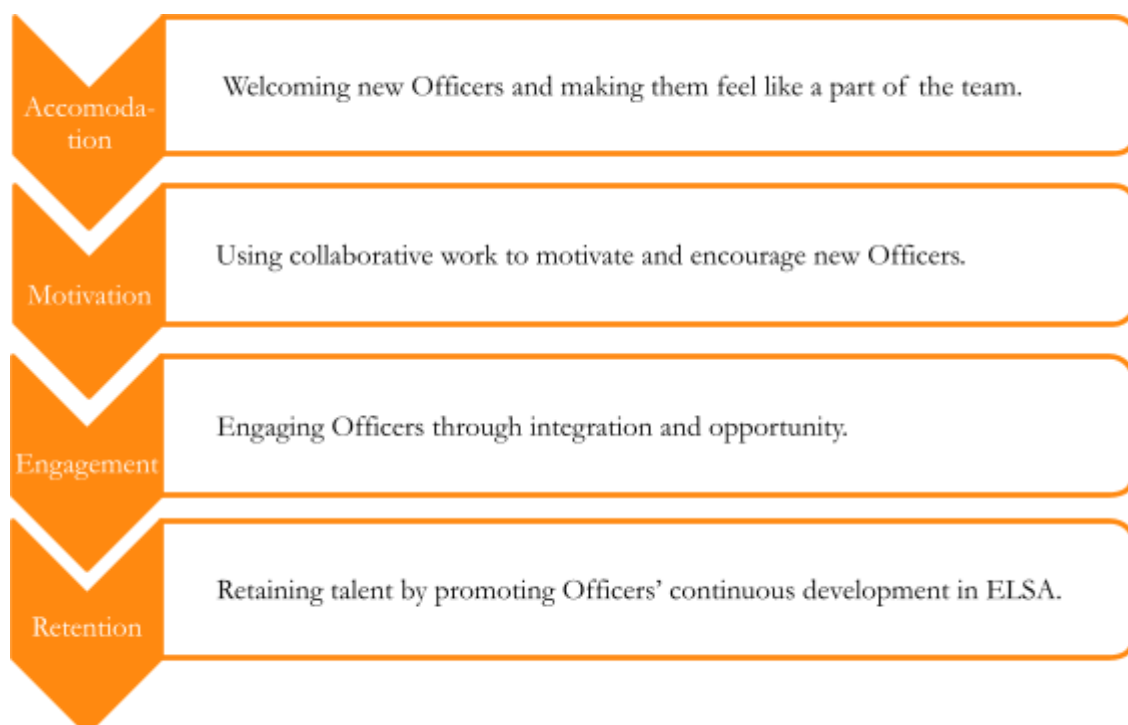 Accomoda-
tion
Welcoming new Officers and making them feel like a part of the team.
Motivation
Using collaborative work to motivate and encourage new Officers.
Engagement
Engaging Officers through integration and opportunity.
Retention
Retaining talent by promoting Officers’ continuous development in ELSA.